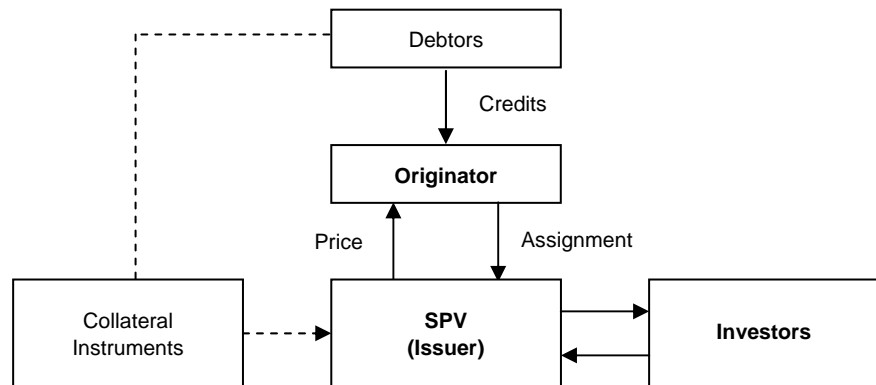 Debtors
Credits
Originator
Price
Assignment
Collateral
Instruments
SPV
(Issuer)
Investors